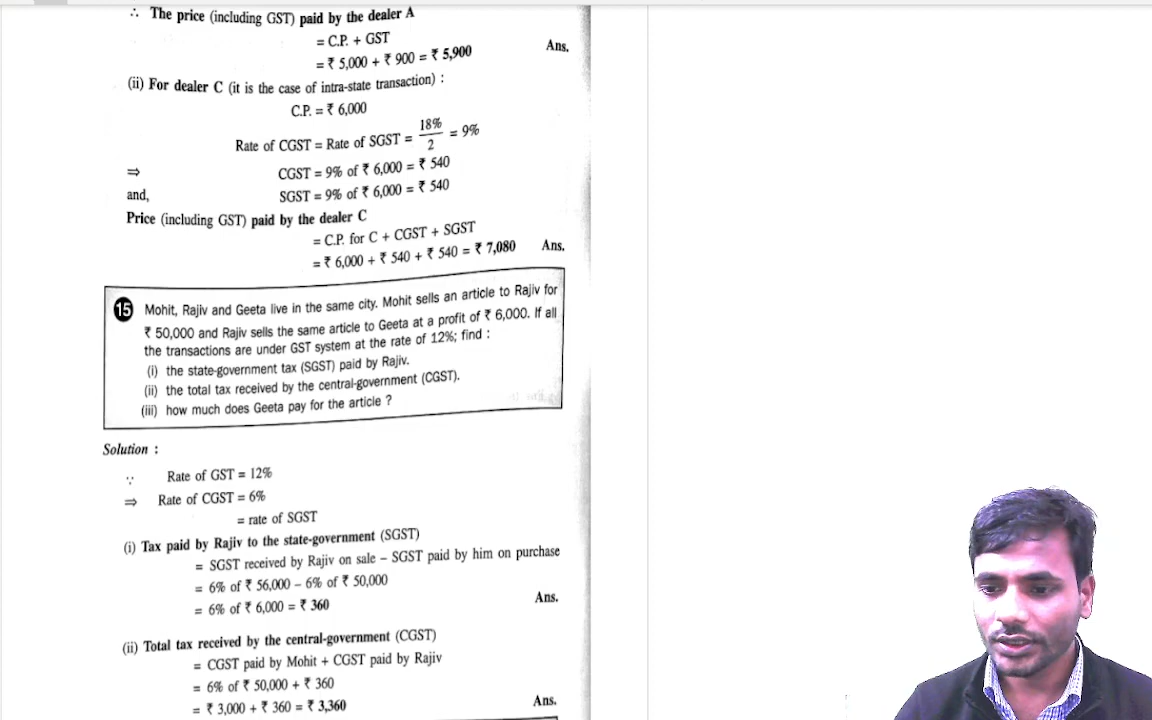 ∴ The price (including GST) paid by the dealer A
= C.P. + GST
= ₹ 5,000 + ₹ 900 = ₹ 5,900 Ans.
(ii) For dealer C (it is the case of intra-state transaction) :
C.P. = ₹ 6,000
Rate of CGST = Rate of SGST = 18%/2 = 9%
⇒ CGST = 9% of ₹ 6,000 = ₹ 540
and, SGST = 9% of ₹ 6,000 = ₹ 540
Price (including GST) paid by the dealer C
= C.P. for C + CGST + SGST
= ₹ 6,000 + ₹ 540 + ₹ 540 = ₹ 7,080 Ans.
15 Mohit, Rajiv and Geeta live in the same city. Mohit sells an article to Rajiv for
₹ 50,000 and Rajiv sells the same article to Geeta at a profit of ₹ 6,000. If all
the transactions are under GST system at the rate of 12%; find :
(i) the state-government tax (SGST) paid by Rajiv.
(ii) the total tax received by the central-government (CGST).
(iii) how much does Geeta pay for the article ?
Solution :
∵ Rate of GST = 12%
⇒ Rate of CGST = 6%
= rate of SGST
(i) Tax paid by Rajiv to the state-government (SGST)
= SGST received by Rajiv on sale – SGST paid by him on purchase
= 6% of ₹ 56,000 – 6% of ₹ 50,000
= 6% of ₹ 6,000 = ₹ 360 Ans.
(ii) Total tax received by the central-government (CGST)
= CGST paid by Mohit + CGST paid by Rajiv
= 6% of ₹ 50,000 + ₹ 360
= ₹ 3,000 + ₹ 360 = ₹ 3,360 Ans.